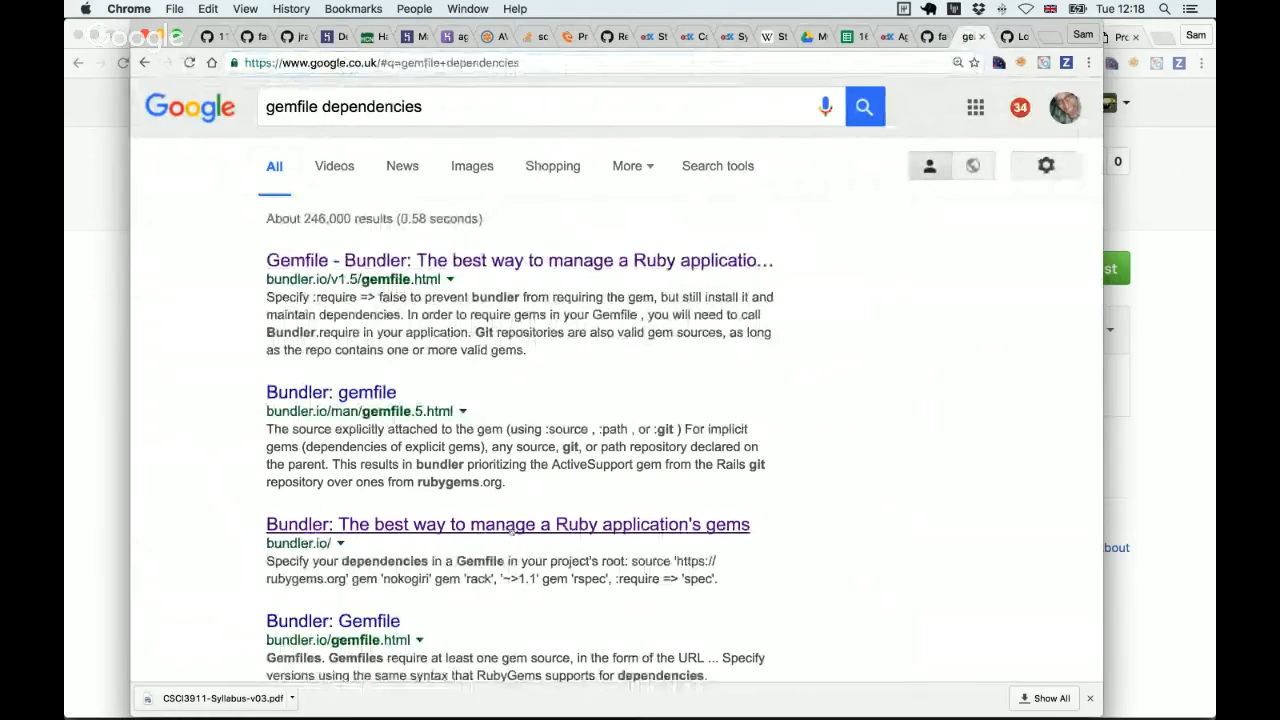 Chrome File Edit View History Bookmarks People Window Help Tue 12:18
Google
Sam Pro Sam
https://www.google.co.uk/#q=gemfile+dependencies
Google gemfile dependencies 34
All Videos News Images Shopping More Search tools
0
About 246,000 results (0.58 seconds)
Gemfile - Bundler: The best way to manage a Ruby applicatio...
bundler.io/v1.5/gemfile.html
st
Specify :require => false to prevent bundler from requiring the gem, but still install it and
maintain dependencies. In order to require gems in your Gemfile , you will need to call
Bundler.require in your application. Git repositories are also valid gem sources, as long
as the repo contains one or more valid gems.
Bundler: gemfile
bundler.io/man/gemfile.5.html
The source explicitly attached to the gem (using :source , :path , or :git ) For implicit
gems (dependencies of explicit gems), any source, git, or path repository declared on
the parent. This results in bundler prioritizing the ActiveSupport gem from the Rails git
repository over ones from rubygems.org.
Bundler: The best way to manage a Ruby application's gems
bundler.io/
bout
Specify your dependencies in a Gemfile in your project's root: source 'https://
rubygems.org' gem 'nokogiri' gem 'rack', '~>1.1' gem 'rspec', :require => 'spec'.
Bundler: Gemfile
bundler.io/gemfile.html
Gemfiles. Gemfiles require at least one gem source, in the form of the URL ... Specify
versions using the same syntax that RubyGems supports for dependencies.
CSCI3911-Syllabus-v03.pdf Show All